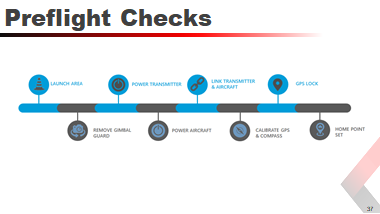 Preflight Checks
LAUNCH AREA
REMOVE GIMBAL
GUARD
POWER TRANSMITTER
POWER AIRCRAFT
LINK TRANSMITTER
& AIRCRAFT
CALIBRATE GPS
& COMPASS
GPS LOCK
HOME POINT
SET
37